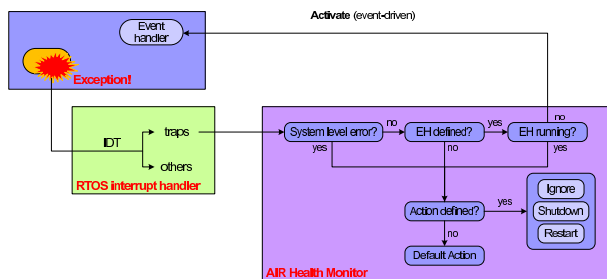 Activate (event-driven)
Event
handler
Exception!
IDT
traps
others
RTOS interrupt handler
System level error?
no
EH defined?
yes
EH running?
no
yes
no
yes
Action defined?
yes
Ignore
Shutdown
Restart
no
Default Action
AIR Health Monitor